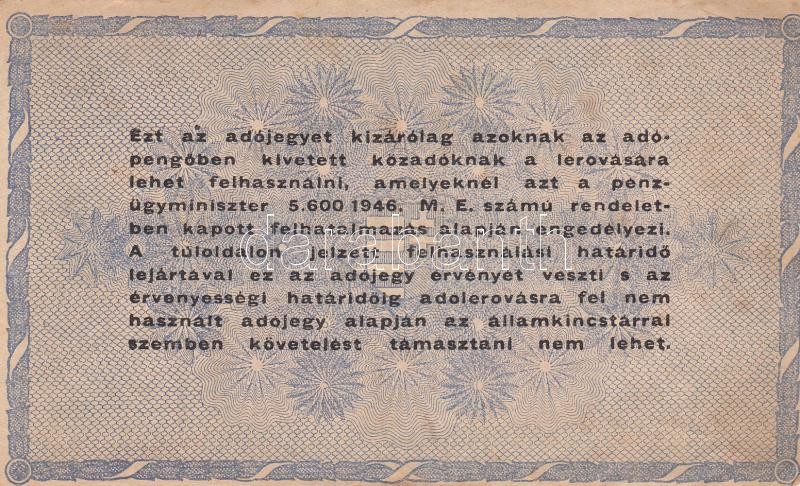 Ezt az adójegyet kizárólag azoknak az adó-
pengőben kivetett közadóknak a lerovására
lehet felhasználni, amelyeknél azt a pénz-
ügyminiszter 5.600 1946. M. E. számú rendelet-
ben kapott felhatalmazás alapján engedélyezi.
A túloldalon jelzett felhasználási határidő
lejártával ez az adójegy érvényét veszti s az
érvényességi határidőig adólerovásra fel nem
használt adójegy alapján az államkincstárral
szemben követelést támasztani nem lehet.
darabanth